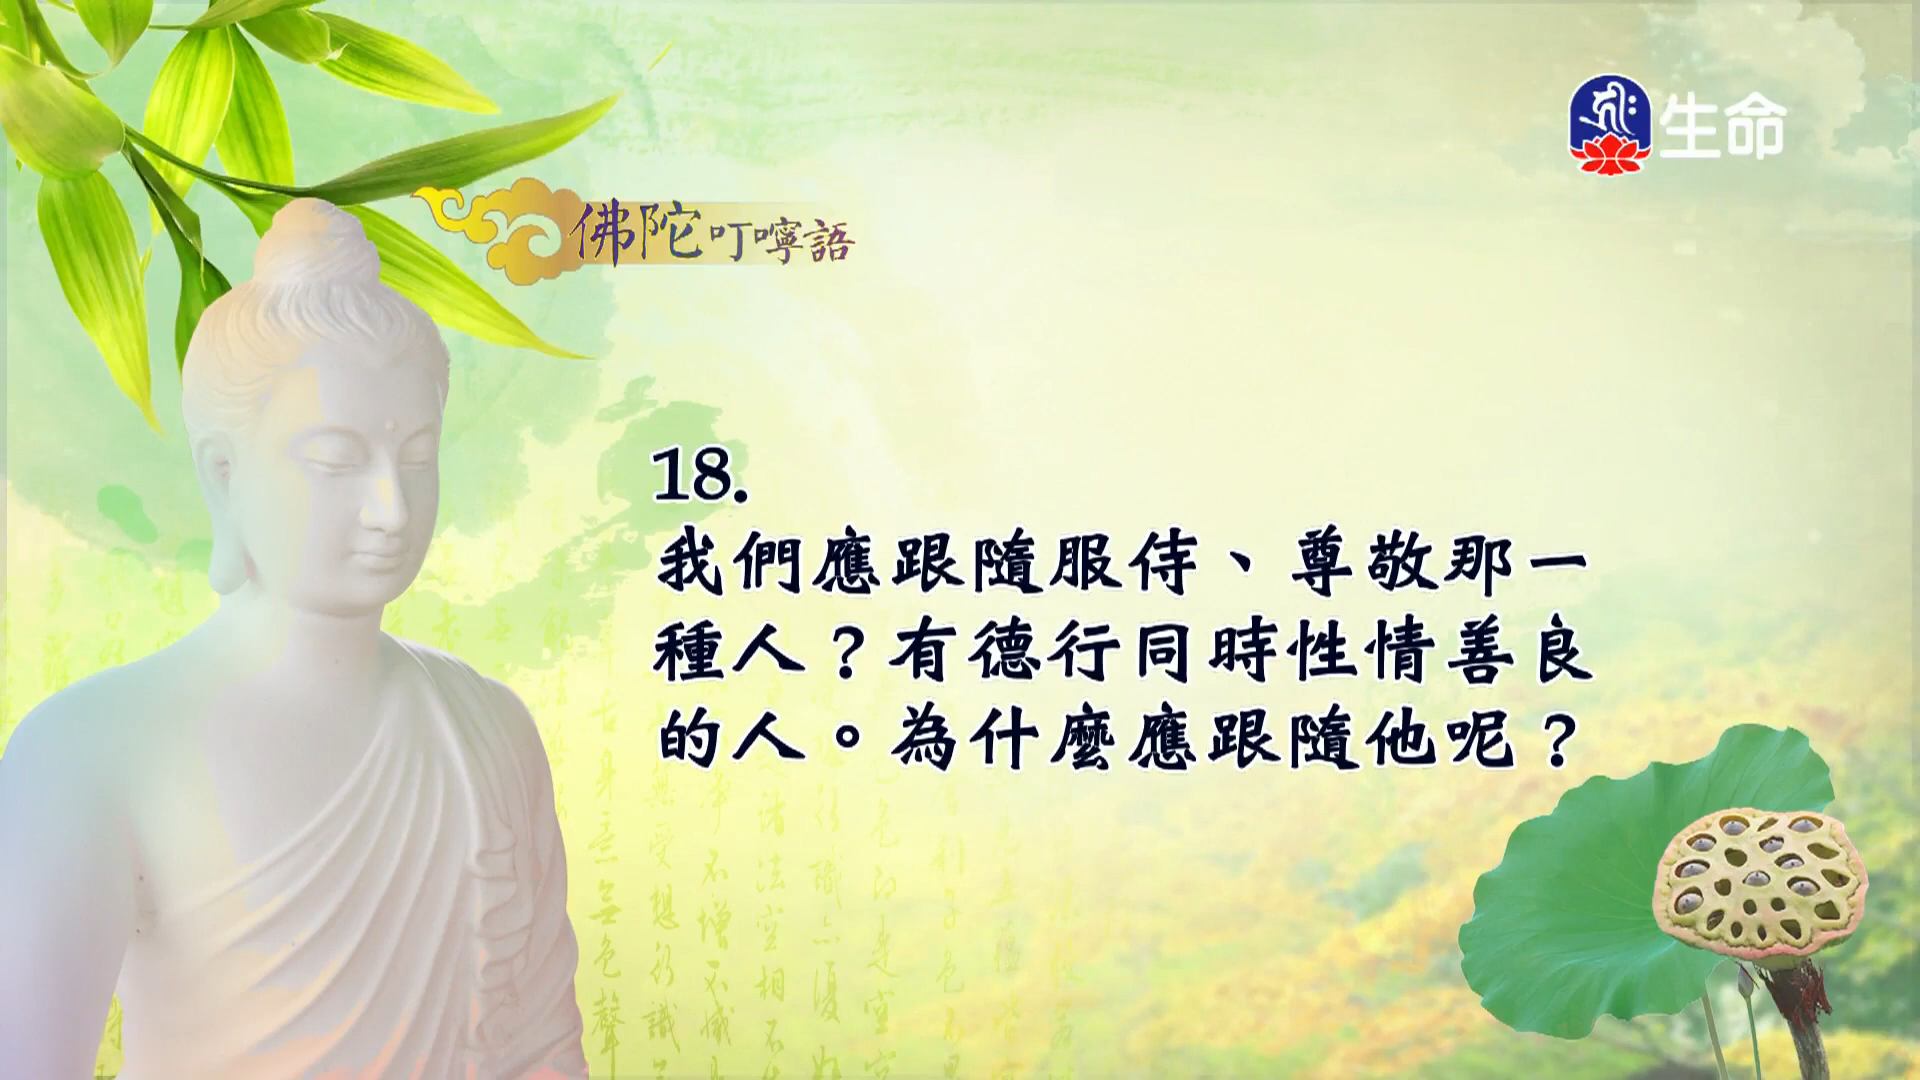 生命
佛陀叮嚀語
18.
我們應跟隨服侍、尊敬那一
種人？有德行同時性情善良
的人。為什麼應跟隨他呢？